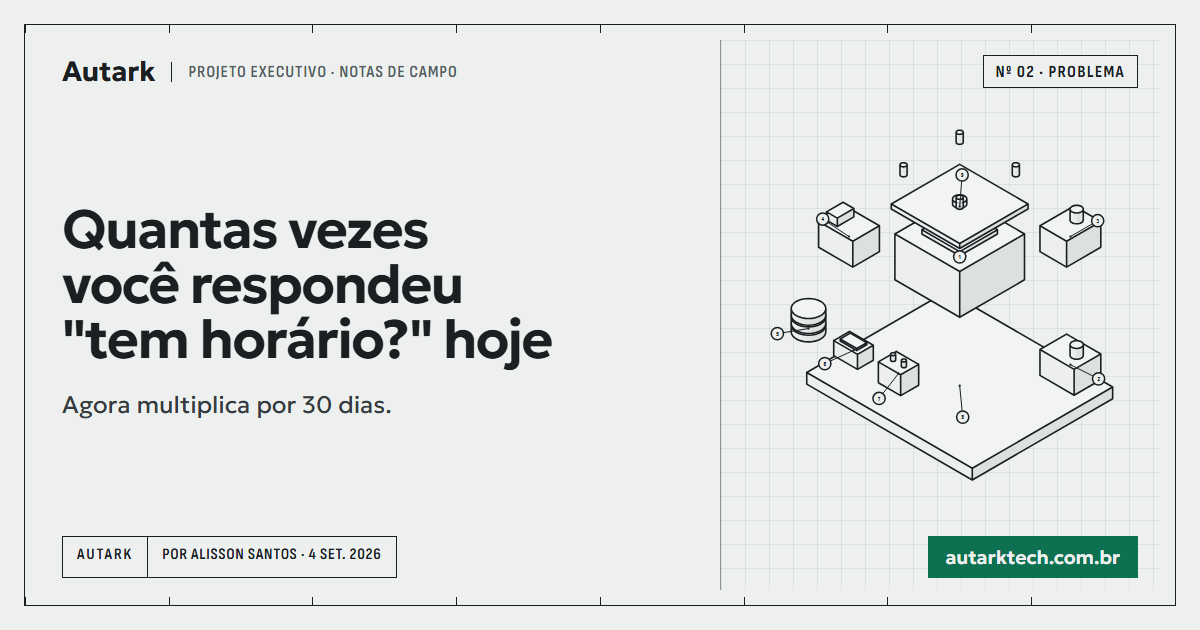 Autark
PROJETO EXECUTIVO · NOTAS DE CAMPO
Nº 02 · PROBLEMA
Quantas vezes
você respondeu
"tem horário?" hoje
Agora multiplica por 30 dias.
AUTARK
POR ALISSON SANTOS · 4 SET. 2026
autarktech.com.br